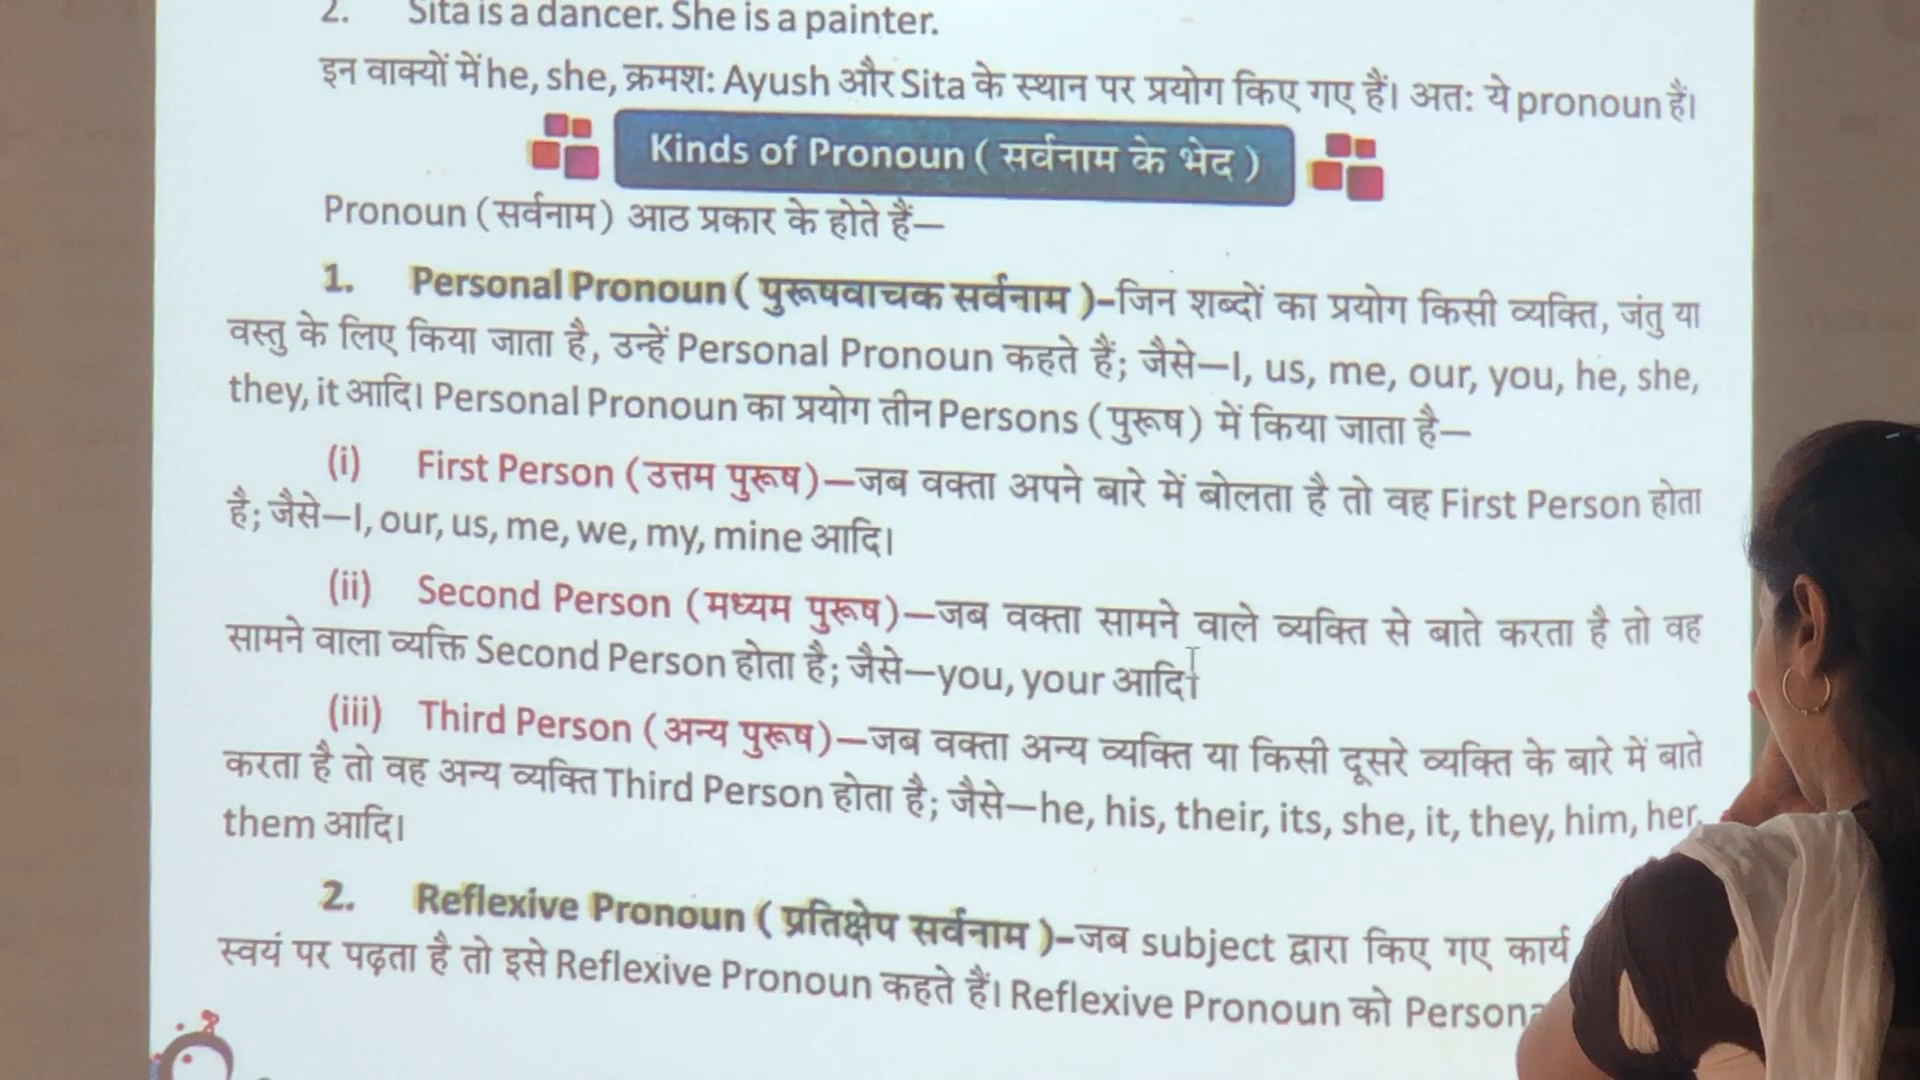 2. Sita is a dancer. She is a painter.
इन वाक्यों में he, she, क्रमश: Ayush और Sita के स्थान पर प्रयोग किए गए हैं। अत: ये pronoun हैं।
Kinds of Pronoun ( सर्वनाम के भेद )
Pronoun (सर्वनाम) आठ प्रकार के होते हैं—
1. Personal Pronoun ( पुरूषवाचक सर्वनाम )–जिन शब्दों का प्रयोग किसी व्यक्ति, जंतु या
वस्तु के लिए किया जाता है, उन्हें Personal Pronoun कहते हैं; जैसे—I, us, me, our, you, he, she,
they, it आदि। Personal Pronoun का प्रयोग तीन Persons (पुरूष) में किया जाता है—
(i) First Person (उत्तम पुरूष)—जब वक्ता अपने बारे में बोलता है तो वह First Person होता
है; जैसे—I, our, us, me, we, my, mine आदि।
(ii) Second Person (मध्यम पुरूष)—जब वक्ता सामने वाले व्यक्ति से बाते करता है तो वह
सामने वाला व्यक्ति Second Person होता है; जैसे—you, your आदि।
(iii) Third Person (अन्य पुरूष)—जब वक्ता अन्य व्यक्ति या किसी दूसरे व्यक्ति के बारे में बाते
करता है तो वह अन्य व्यक्ति Third Person होता है; जैसे—he, his, their, its, she, it, they, him, her,
them आदि।
2. Reflexive Pronoun ( प्रतिक्षेप सर्वनाम )–जब subject द्वारा किए गए कार्य
स्वयं पर पढ़ता है तो इसे Reflexive Pronoun कहते हैं। Reflexive Pronoun को